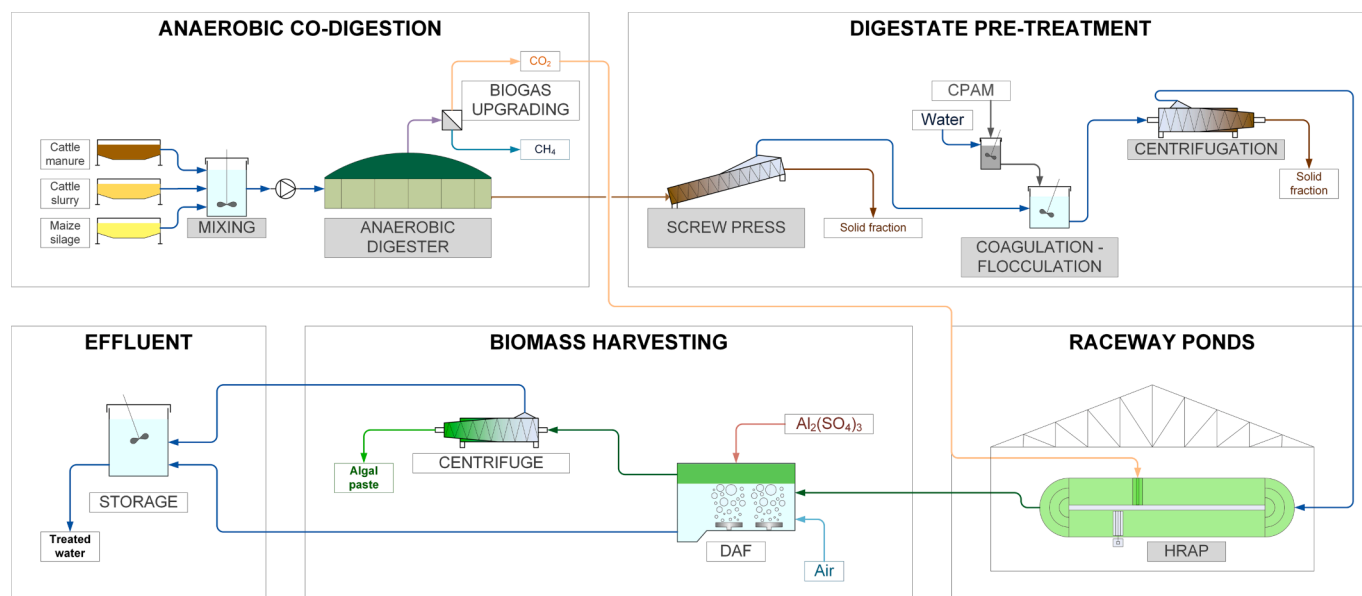 ANAEROBIC CO-DIGESTION
CO₂
BIOGAS
UPGRADING
CH₄
Cattle
manure
Cattle
slurry
Maize
silage
MIXING
ANAEROBIC
DIGESTER
DIGESTATE PRE-TREATMENT
CPAM
Water
SCREW PRESS
Solid fraction
COAGULATION -
FLOCCULATION
CENTRIFUGATION
Solid
fraction
EFFLUENT
STORAGE
Treated
water
BIOMASS HARVESTING
Al₂(SO₄)₃
CENTRIFUGE
Algal
paste
DAF
Air
RACEWAY PONDS
HRAP